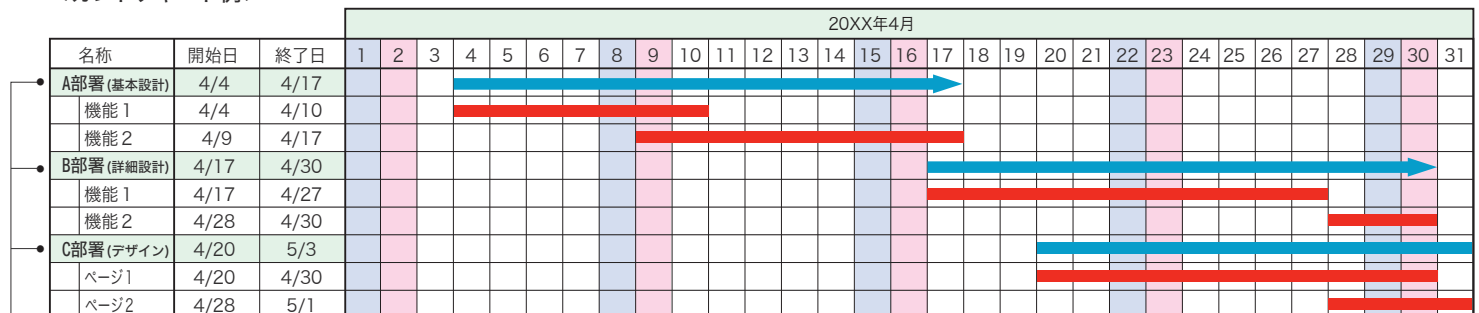 20XX年4月
名称 開始日 終了日 1 2 3 4 5 6 7 8 9 10 11 12 13 14 15 16 17 18 19 20 21 22 23 24 25 26 27 28 29 30 31
A部署(基本設計) 4/4 4/17
機能1 4/4 4/10
機能2 4/9 4/17
B部署(詳細設計) 4/17 4/30
機能1 4/17 4/27
機能2 4/28 4/30
C部署(デザイン) 4/20 5/3
ページ1 4/20 4/30
ページ2 4/28 5/1